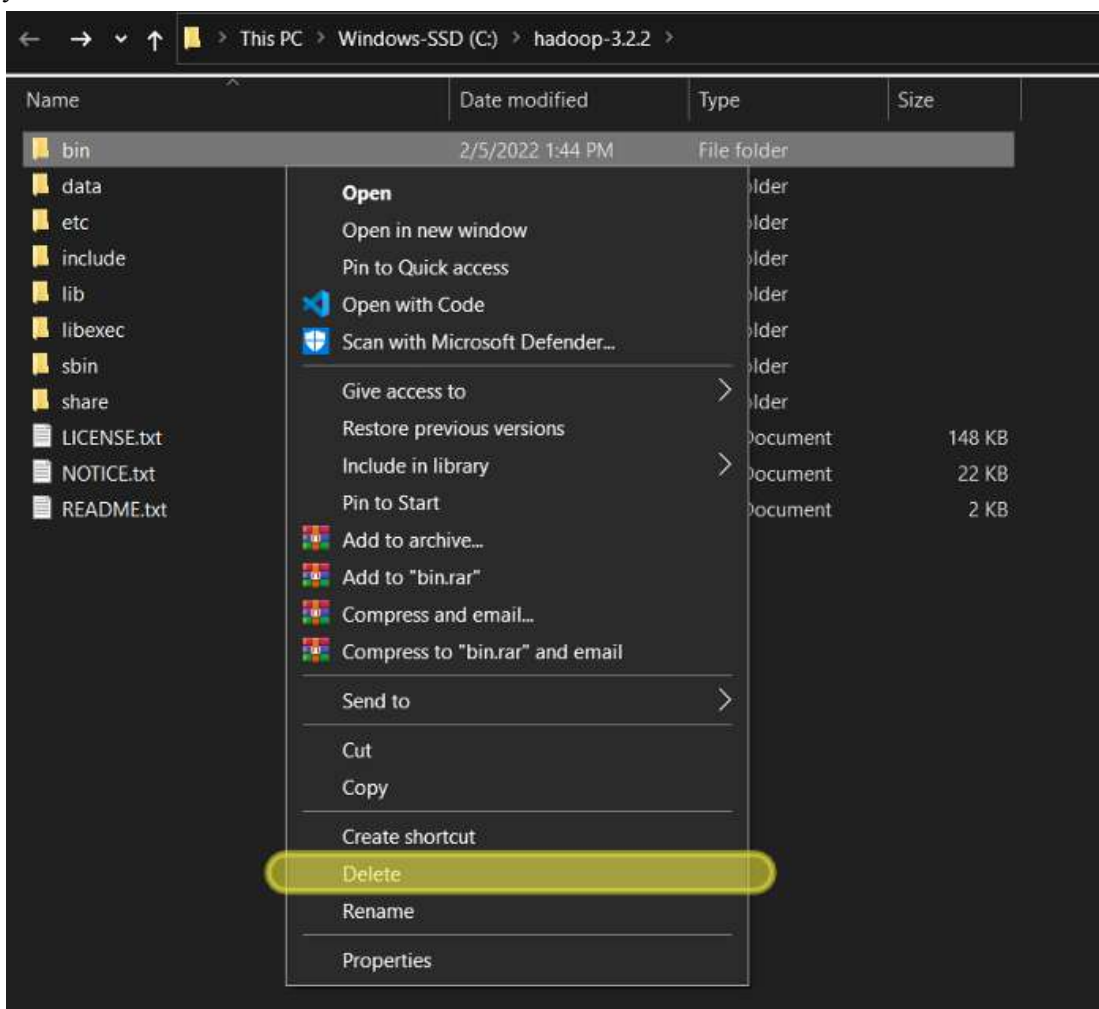 This PC > Windows-SSD (C:) > hadoop-3.2.2 >
Name Date modified Type Size
bin 2/5/2022 1:44 PM File folder
data
etc
include
lib
libexec
sbin
share
LICENSE.txt Document 148 KB
NOTICE.txt Document 22 KB
README.txt Document 2 KB
Open
Open in new window
Pin to Quick access
Open with Code
Scan with Microsoft Defender...
Give access to
Restore previous versions
Include in library
Pin to Start
Add to archive...
Add to "bin.rar"
Compress and email...
Compress to "bin.rar" and email
Send to
Cut
Copy
Create shortcut
Delete
Rename
Properties